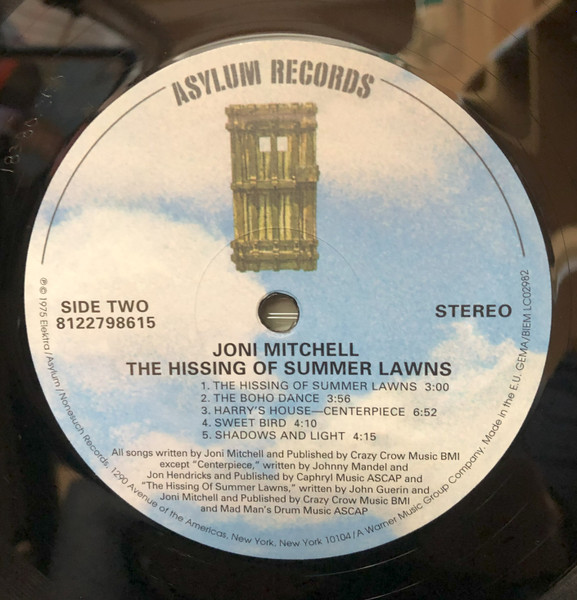 ASYLUM RECORDS
SIDE TWO
8122798615
STEREO
JONI MITCHELL
THE HISSING OF SUMMER LAWNS
1. THE HISSING OF SUMMER LAWNS 3:00
2. THE BOHO DANCE 3:56
3. HARRY'S HOUSE—CENTERPIECE 6:52
4. SWEET BIRD 4:10
5. SHADOWS AND LIGHT 4:15
All songs written by Joni Mitchell and Published by Crazy Crow Music BMI
except "Centerpiece," written by Johnny Mandel and
Jon Hendricks and Published by Caphryl Music ASCAP and
"The Hissing Of Summer Lawns," written by John Guerin and
Joni Mitchell and Published by Crazy Crow Music BMI
and Mad Man's Drum Music ASCAP
℗© 1975 Elektra/Asylum/Nonesuch Records, 1290 Avenue of the Americas, New York, New York 10104/A Warner Music Group Company. Made in the E.U. GEMA/BIEM LC02982